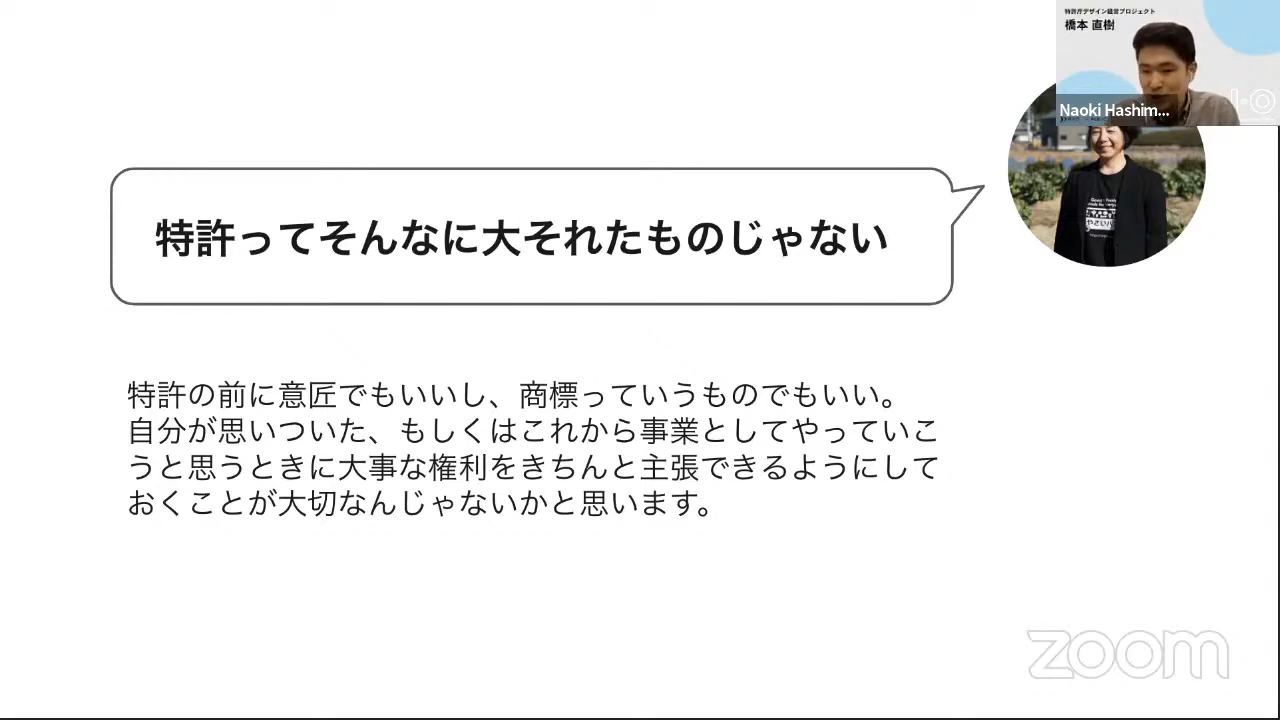 特許庁デザイン経営プロジェクト
橋本 直樹
Naoki Hashim...
特許ってそんなに大それたものじゃない
特許の前に意匠でもいいし、商標っていうものでもいい。
自分が思いついた、もしくはこれから事業としてやっていこ
うと思うときに大事な権利をきちんと主張できるようにして
おくことが大切なんじゃないかと思います。
zoom